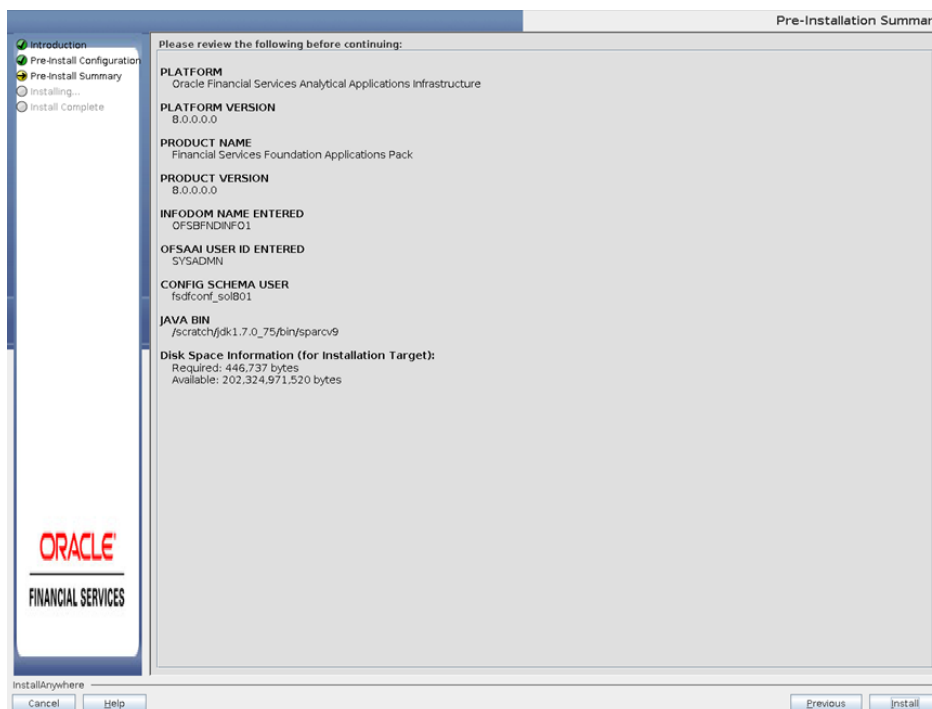 Pre-Installation Summar
Introduction
Pre-Install Configuration
Pre-Install Summary
Installing...
Install Complete
Please review the following before continuing:
PLATFORM
Oracle Financial Services Analytical Applications Infrastructure
PLATFORM VERSION
8.0.0.0.0
PRODUCT NAME
Financial Services Foundation Applications Pack
PRODUCT VERSION
8.0.0.0.0
INFODOM NAME ENTERED
OFSBFNDINFO1
OFSAAI USER ID ENTERED
SYSADMN
CONFIG SCHEMA USER
fsdfconf_sol801
JAVA BIN
/scratch/jdk1.7.0_75/bin/sparcv9
Disk Space Information (for Installation Target):
Required: 446,737 bytes
Available: 202,324,971,520 bytes
ORACLE
FINANCIAL SERVICES
InstallAnywhere
Cancel
Help
Previous
Install